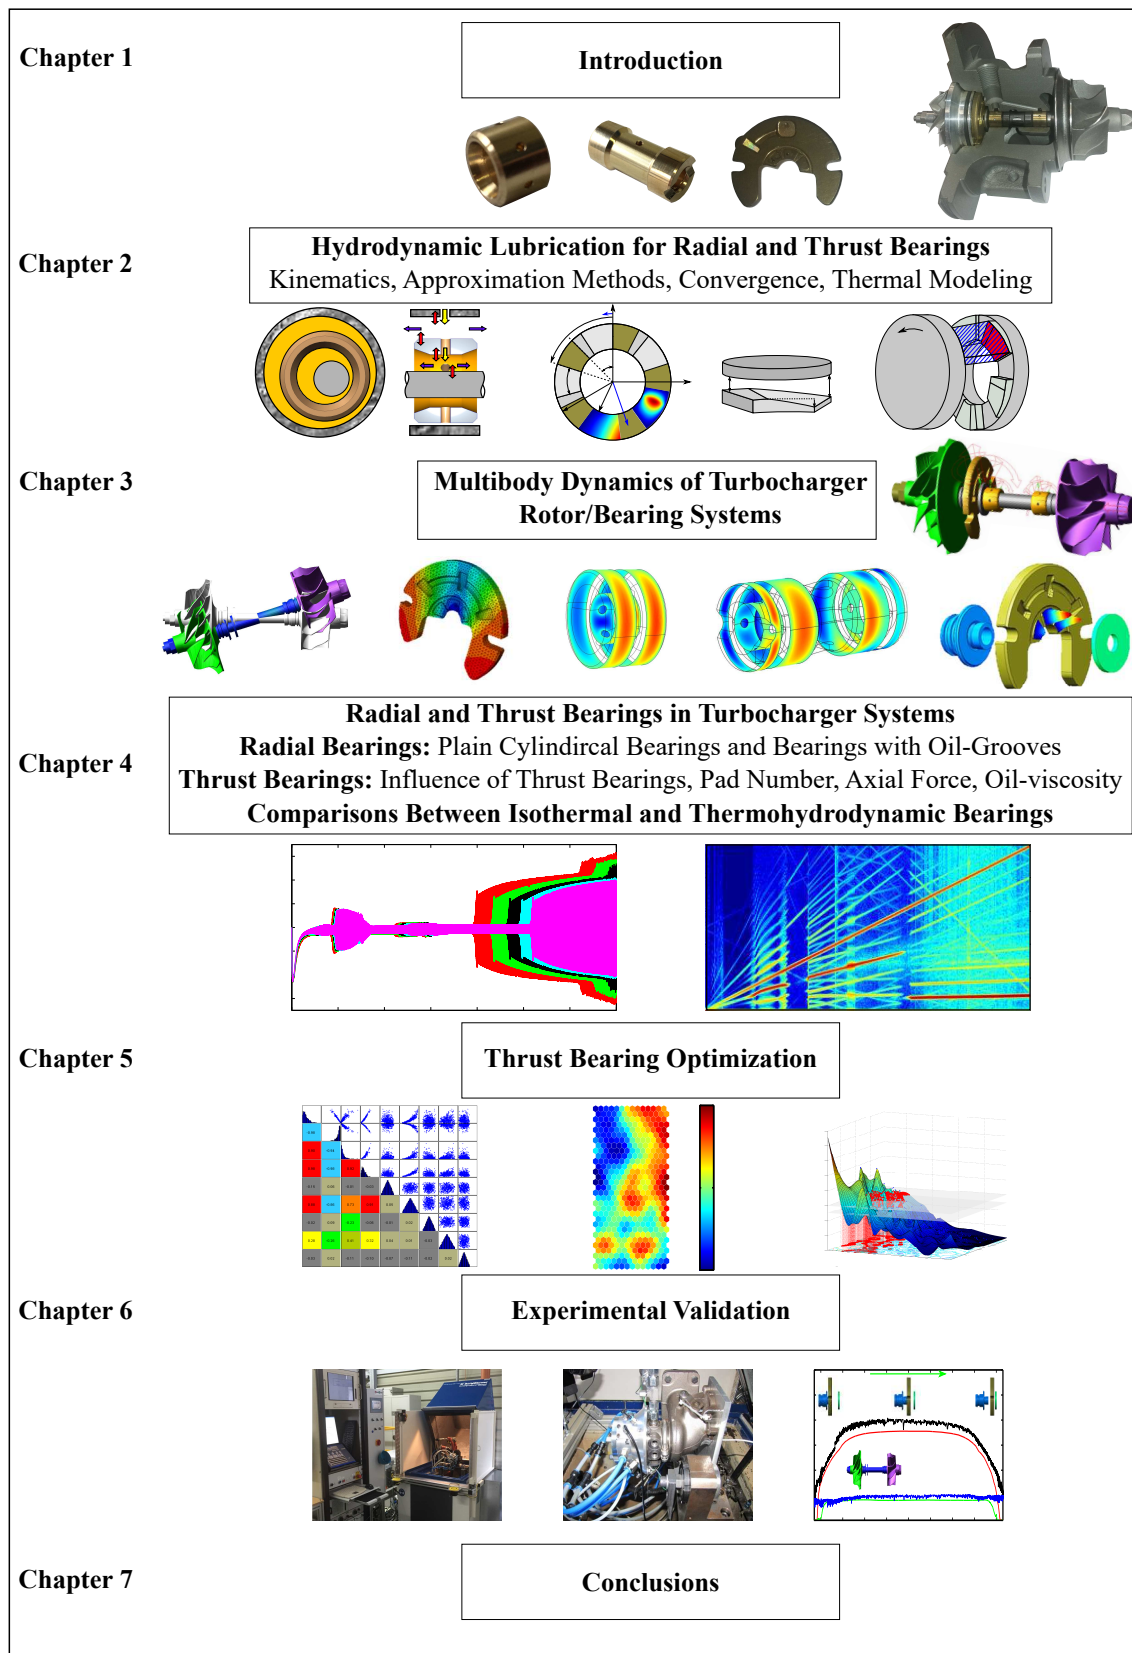 Chapter 1
Introduction
Chapter 2
Hydrodynamic Lubrication for Radial and Thrust Bearings
Kinematics, Approximation Methods, Convergence, Thermal Modeling
Chapter 3
Multibody Dynamics of Turbocharger
Rotor/Bearing Systems
Chapter 4
Radial and Thrust Bearings in Turbocharger Systems
Radial Bearings: Plain Cylindircal Bearings and Bearings with Oil-Grooves
Thrust Bearings: Influence of Thrust Bearings, Pad Number, Axial Force, Oil-viscosity
Comparisons Between Isothermal and Thermohydrodynamic Bearings
Chapter 5
Thrust Bearing Optimization
Chapter 6
Experimental Validation
Chapter 7
Conclusions